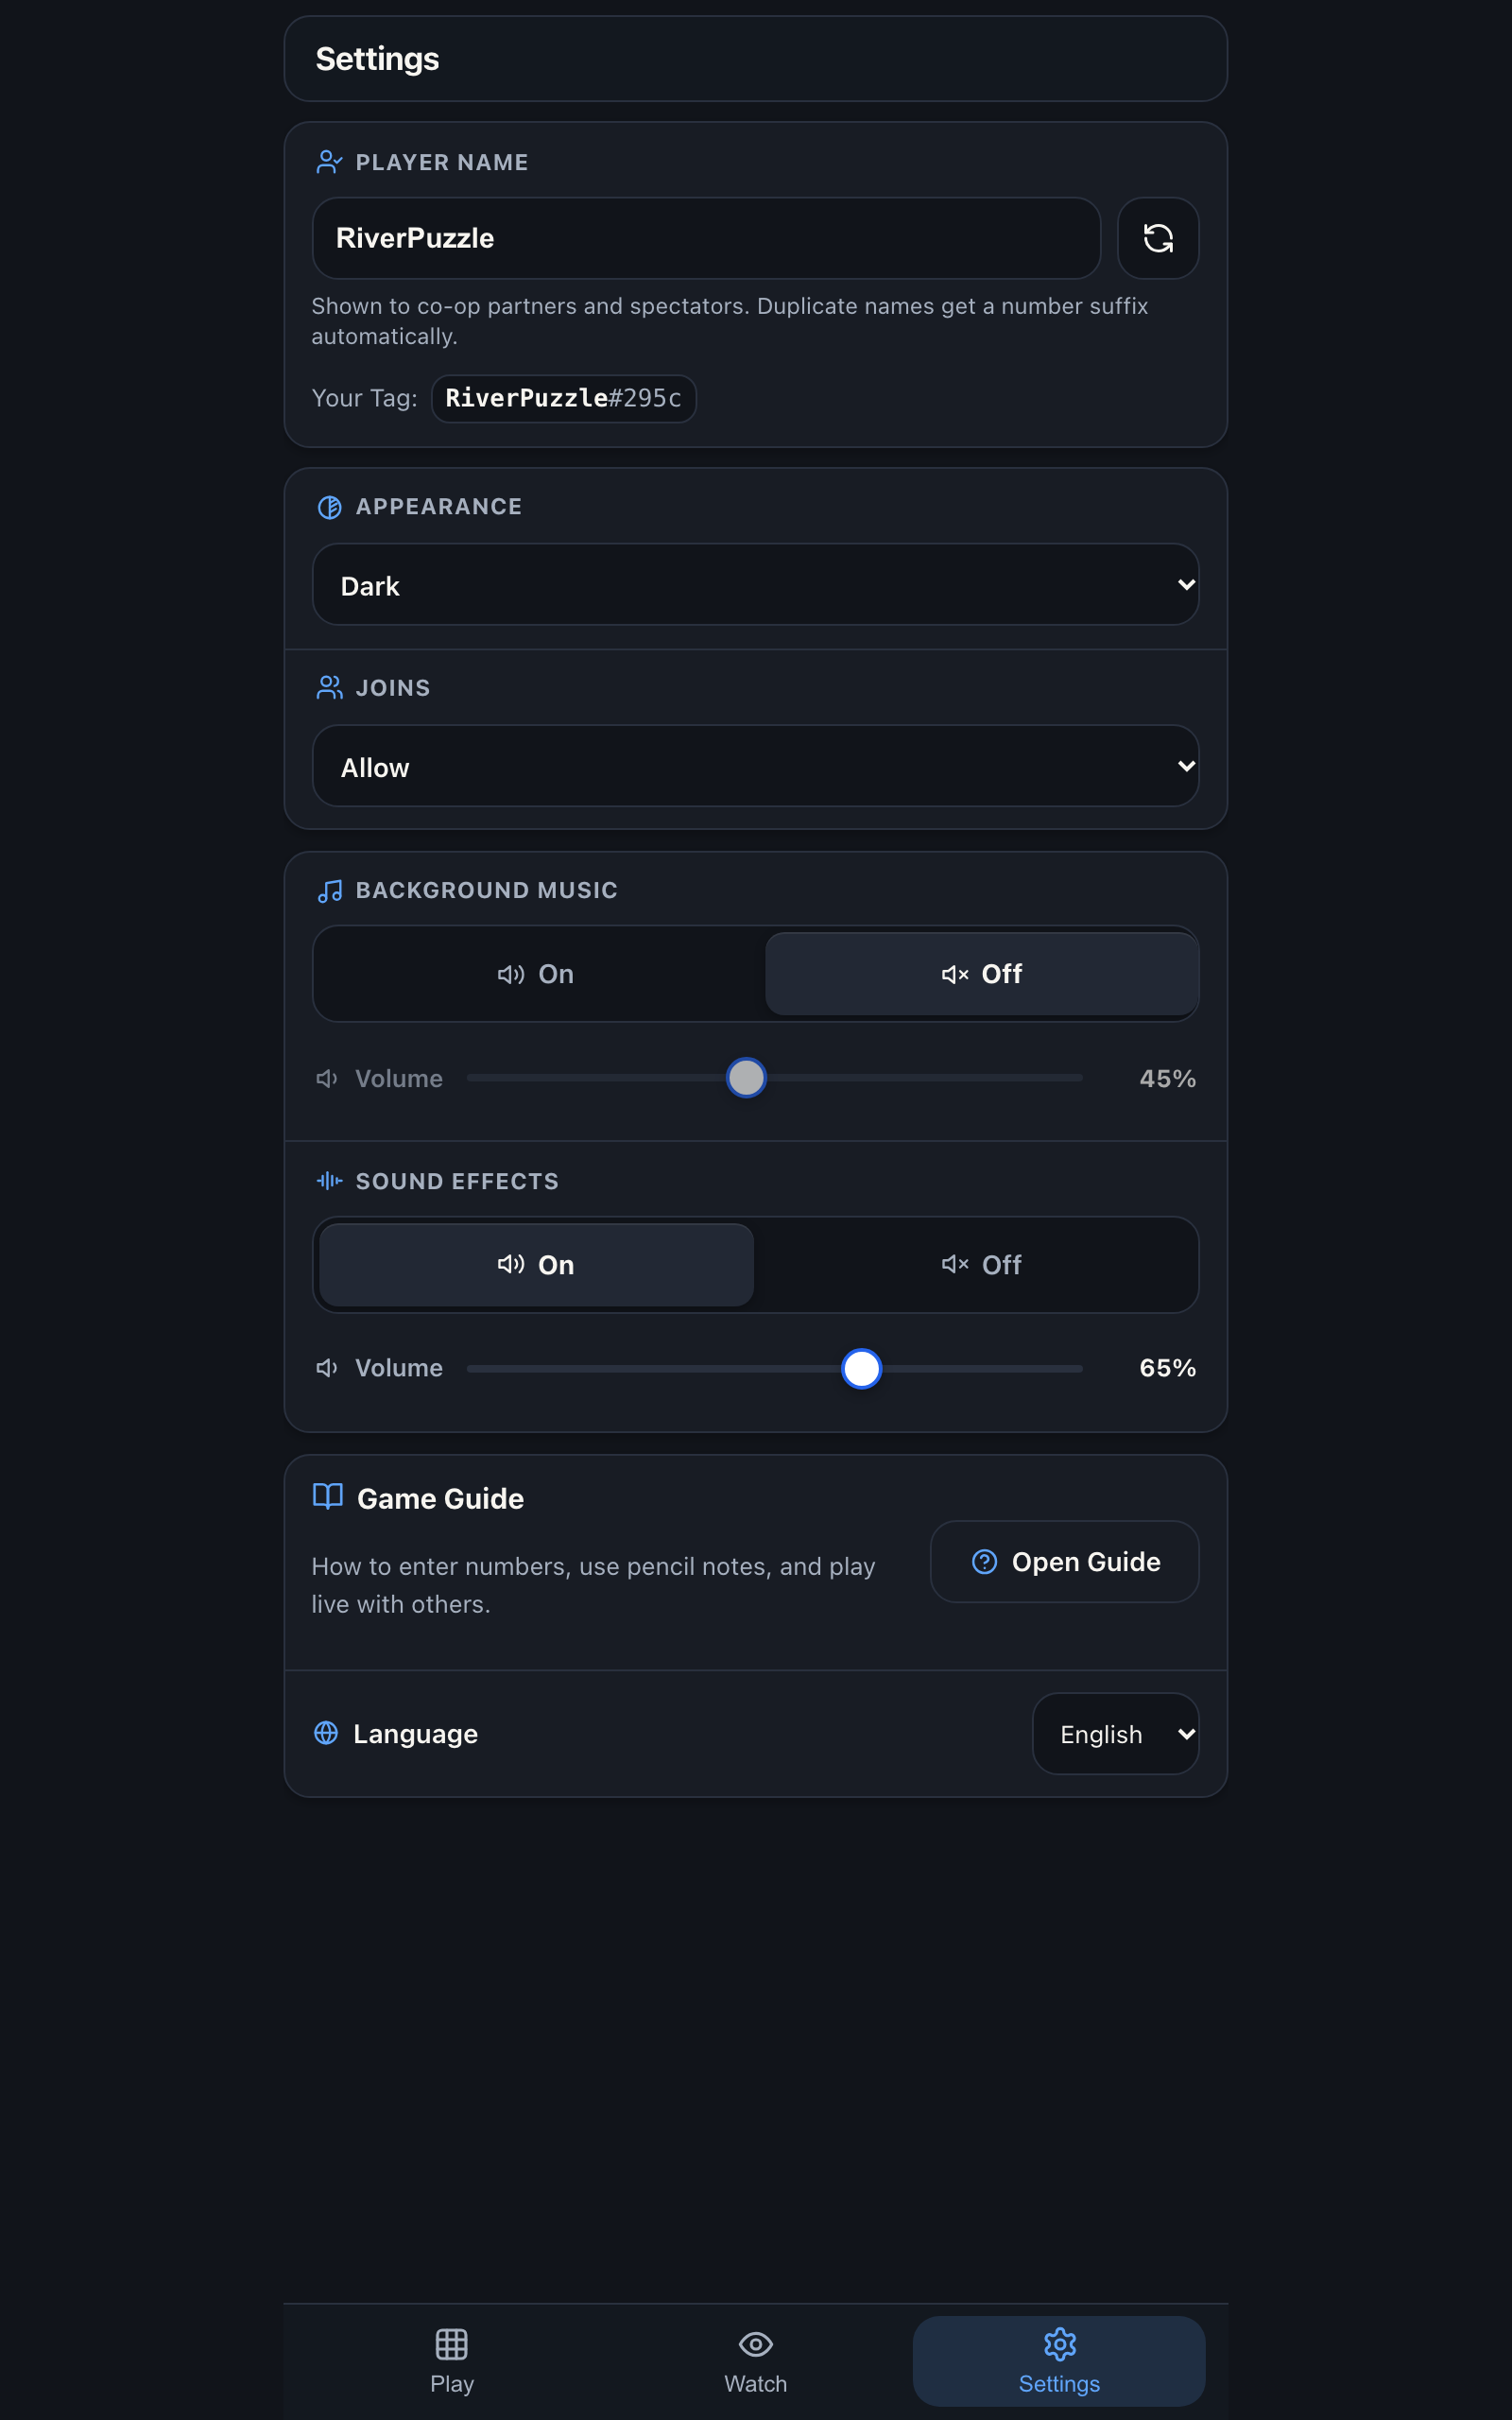 Settings
PLAYER NAME
RiverPuzzle
Shown to co-op partners and spectators. Duplicate names get a number suffix
automatically.
Your Tag: RiverPuzzle#295c
APPEARANCE
Dark
JOINS
Allow
BACKGROUND MUSIC
On Off
Volume 45%
SOUND EFFECTS
On Off
Volume 65%
Game Guide
How to enter numbers, use pencil notes, and play
live with others.
Open Guide
Language English
Play Watch Settings